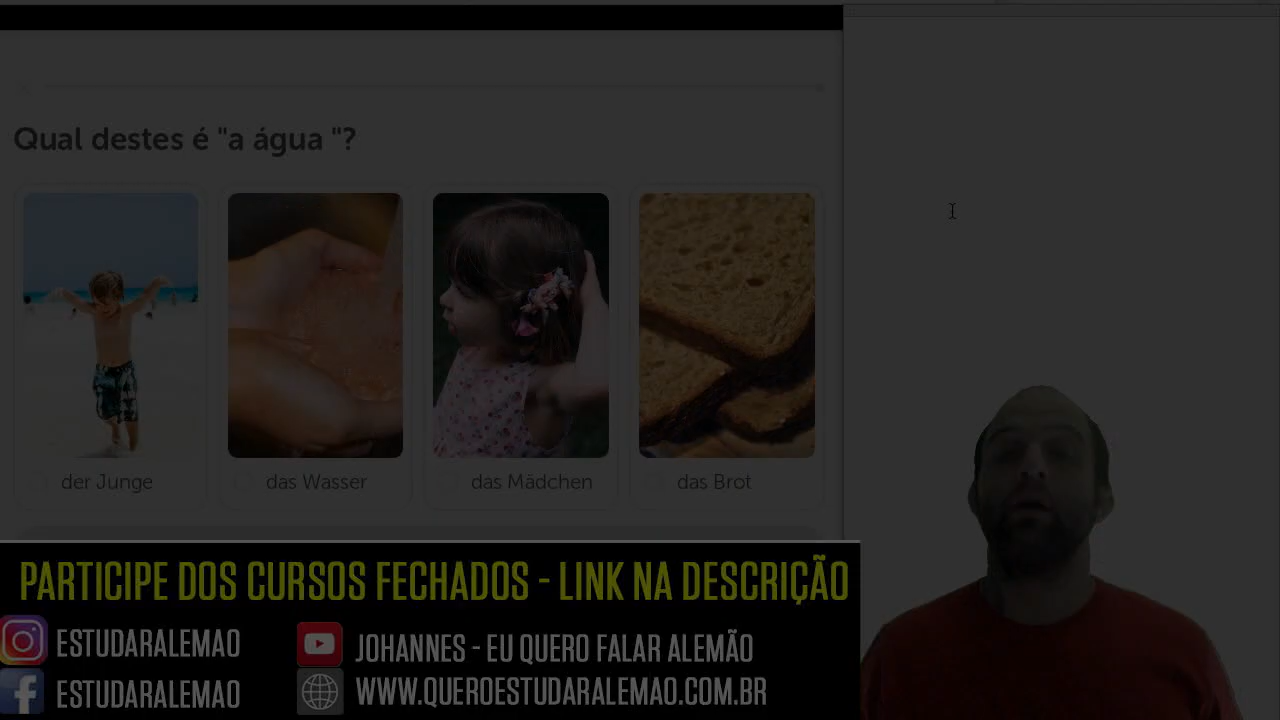 Qual destes é "a água "?
der Junge
das Wasser
das Mädchen
das Brot
PARTICIPE DOS CURSOS FECHADOS - LINK NA DESCRIÇÃO
ESTUDARALEMAO
JOHANNES - EU QUERO FALAR ALEMÃO
ESTUDARALEMAO
WWW.QUEROESTUDARALEMAO.COM.BR